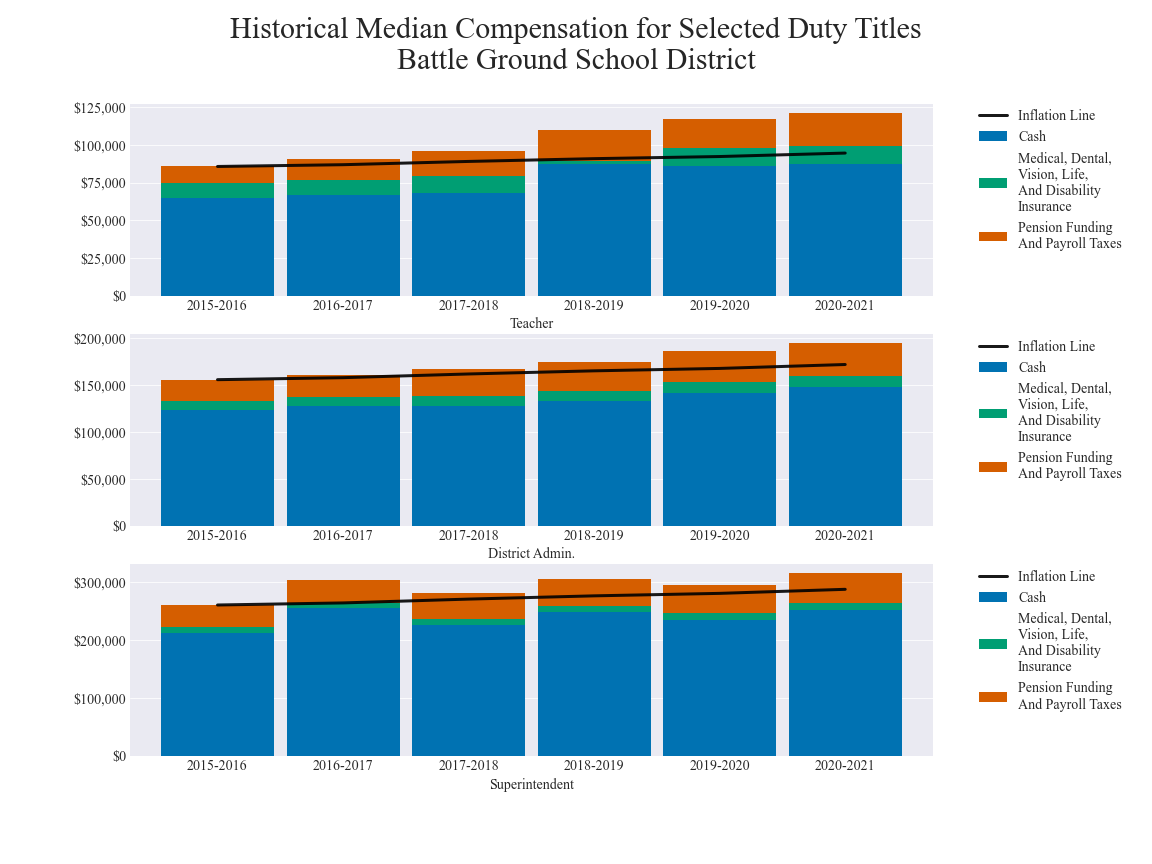 Historical Median Compensation for Selected Duty Titles
Battle Ground School District
$125,000
$100,000
$75,000
$50,000
$25,000
$0
2015-2016 2016-2017 2017-2018 2018-2019 2019-2020 2020-2021
Teacher
Inflation Line
Cash
Medical, Dental,
Vision, Life,
And Disability
Insurance
Pension Funding
And Payroll Taxes
$200,000
$150,000
$100,000
$50,000
$0
2015-2016 2016-2017 2017-2018 2018-2019 2019-2020 2020-2021
District Admin.
Inflation Line
Cash
Medical, Dental,
Vision, Life,
And Disability
Insurance
Pension Funding
And Payroll Taxes
$300,000
$200,000
$100,000
$0
2015-2016 2016-2017 2017-2018 2018-2019 2019-2020 2020-2021
Superintendent
Inflation Line
Cash
Medical, Dental,
Vision, Life,
And Disability
Insurance
Pension Funding
And Payroll Taxes